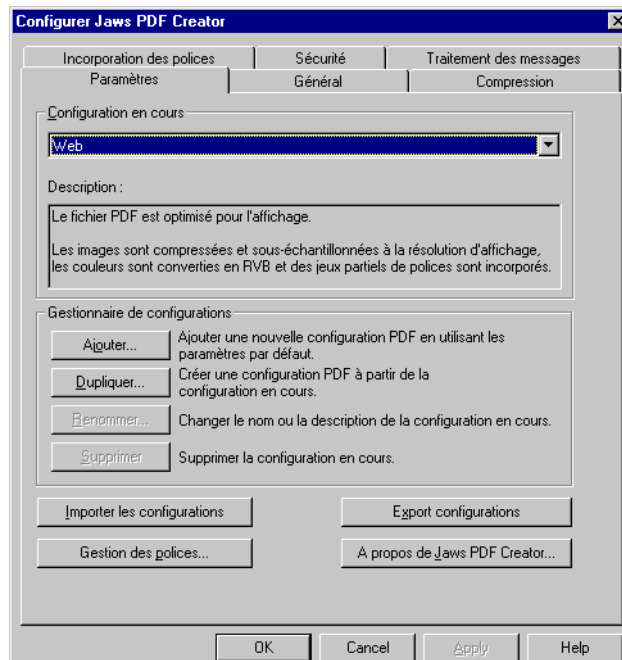 Configurer Jaws PDF Creator
Incorporation des polices
Sécurité
Traitement des messages
Paramètres
Général
Compression
Configuration en cours
Web
Description :
Le fichier PDF est optimisé pour l'affichage.
Les images sont compressées et sous-échantillonnées à la résolution d'affichage,
les couleurs sont converties en RVB et des jeux partiels de polices sont incorporés.
Gestionnaire de configurations
Ajouter...
Ajouter une nouvelle configuration PDF en utilisant les
paramètres par défaut.
Dupliquer...
Créer une configuration PDF à partir de la
configuration en cours.
Renommer...
Changer le nom ou la description de la configuration en cours.
Supprimer
Supprimer la configuration en cours.
Importer les configurations
Export configurations
Gestion des polices...
A propos de Jaws PDF Creator...
OK
Cancel
Apply
Help